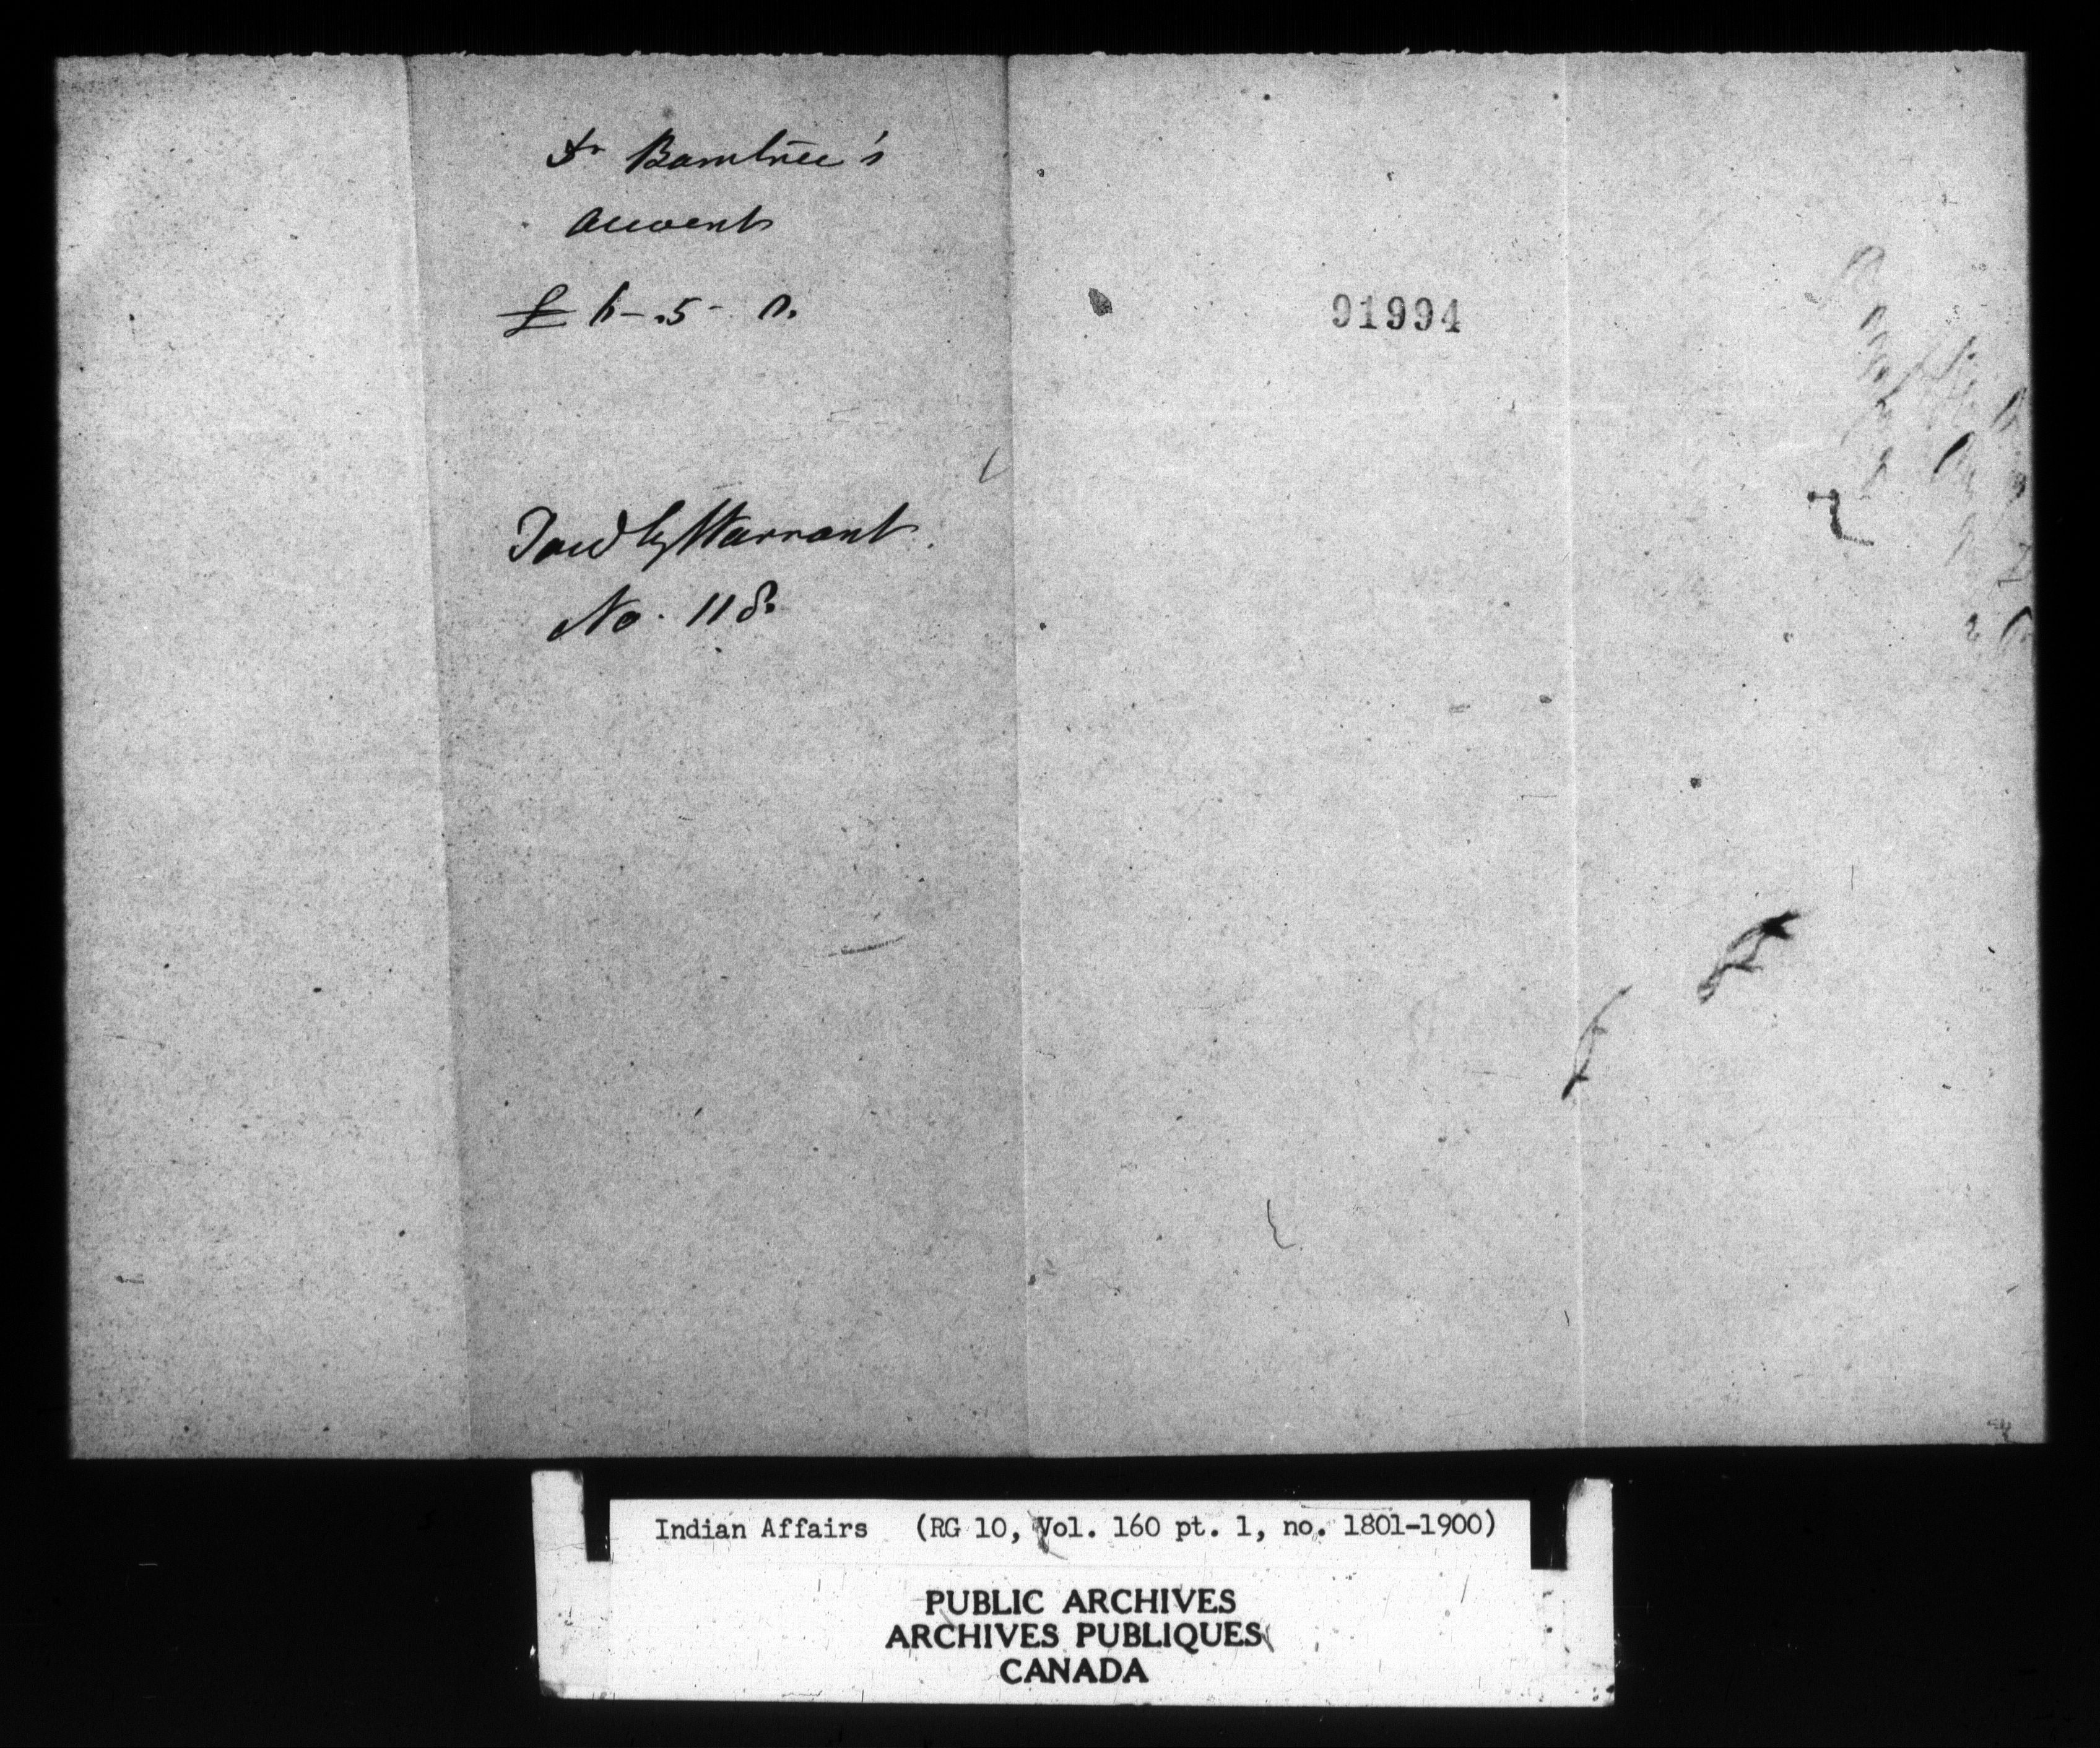 Dr Bamtree's
account
£ 6-.5-0.
Paid by Warrant
No. 118.
91994
Indian Affairs (RG 10, Vol. 160 pt. 1, no. 1801-1900)
PUBLIC ARCHIVES
ARCHIVES PUBLIQUES
CANADA